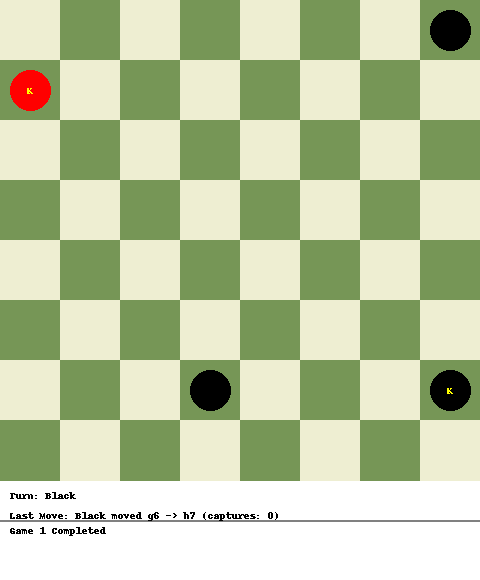 K
K
Turn: Black
Last Move: Black moved g6 -> h7 (captures: 0)
Game 1 Completed